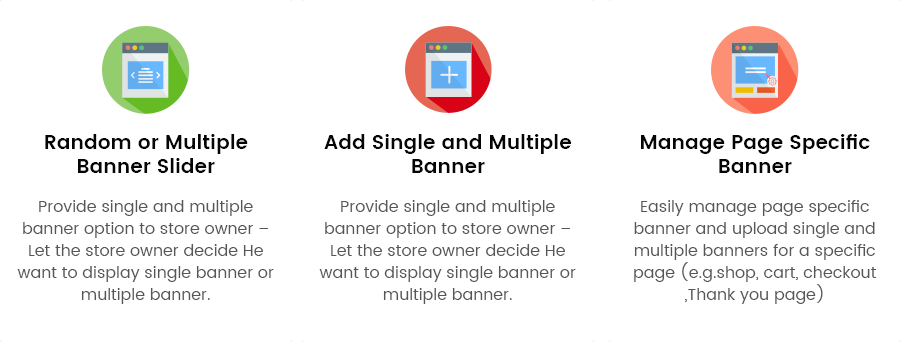 Random or Multiple
Banner Slider
Provide single and multiple
banner option to store owner –
Let the store owner decide He
want to display single banner or
multiple banner.
Add Single and Multiple
Banner
Provide single and multiple
banner option to store owner –
Let the store owner decide He
want to display single banner or
multiple banner.
Manage Page Specific
Banner
Easily manage page specific
banner and upload single and
multiple banners for a specific
page (e.g.shop, cart, checkout
,Thank you page)